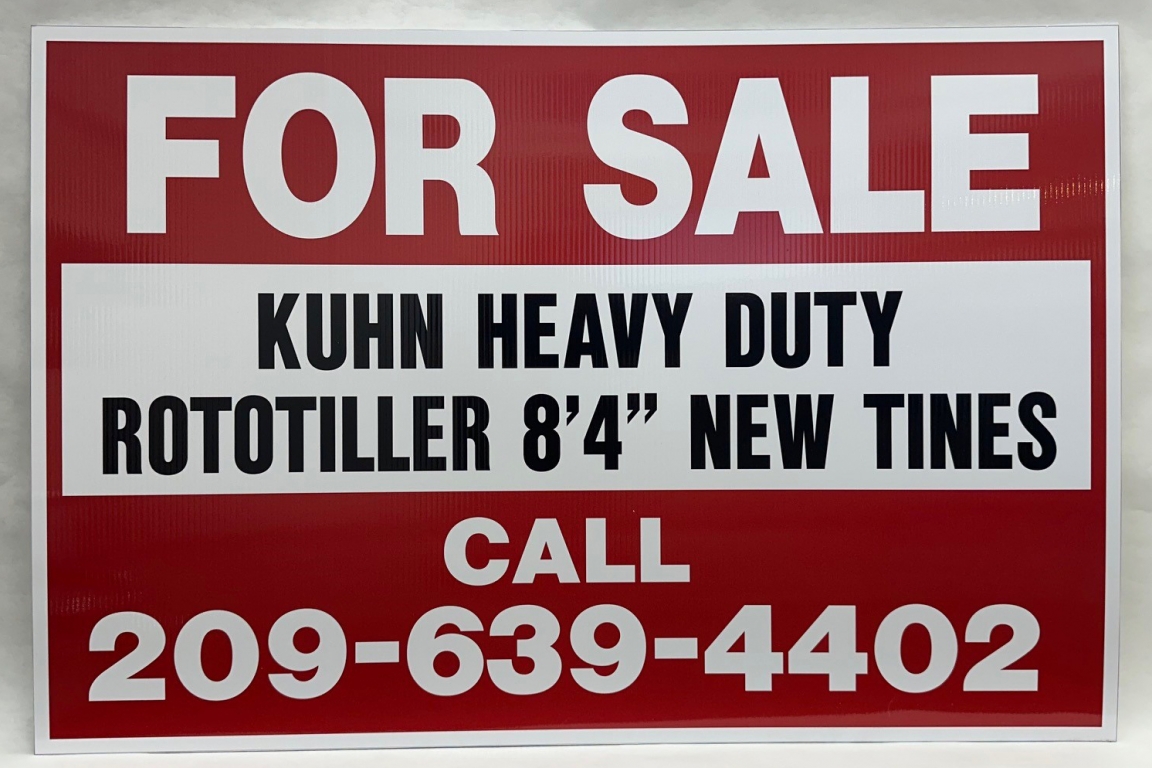 FOR SALE
KUHN HEAVY DUTY
ROTOTILLER 8’4” NEW TINES
CALL
209-639-4402